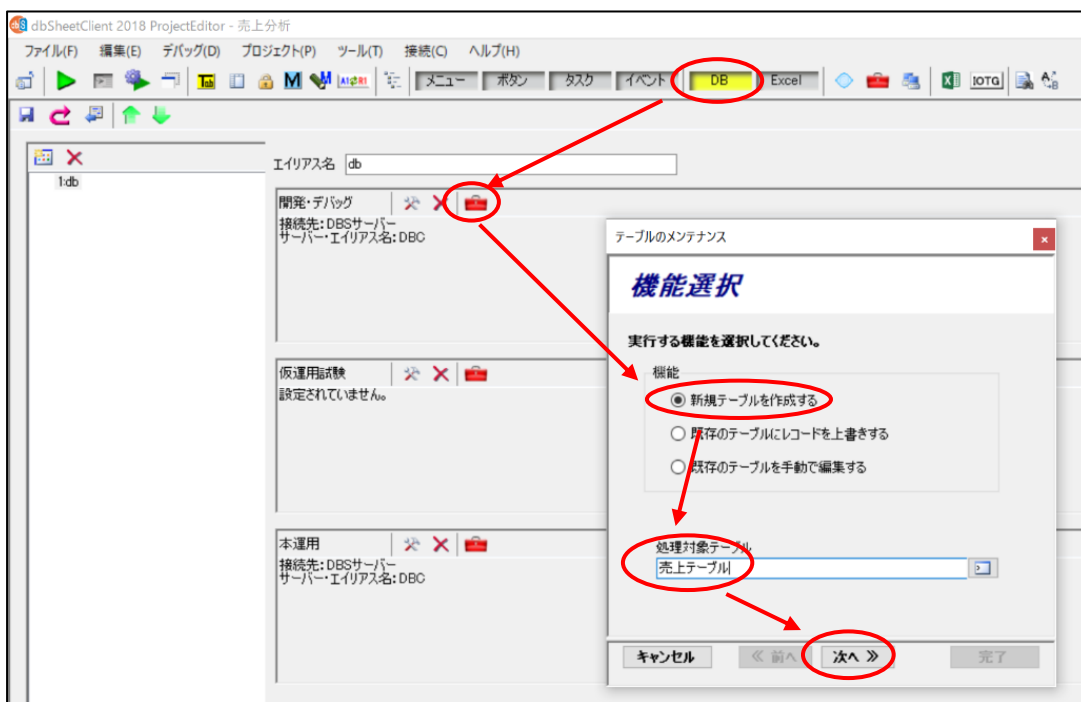 dbSheetClient 2018 ProjectEditor - 売上分析
ファイル(F) 編集(E) デバッグ(D) プロジェクト(P) ツール(T) 接続(C) ヘルプ(H)
Tab M M A1⇄R1 メニュー ボタン タスク イベント DB Excel IOTG
1:db
エイリアス名 db
開発・デバッグ
接続先:DBSサーバー
サーバー・エイリアス名:DBC
仮運用試験
設定されていません。
本運用
接続先:DBSサーバー
サーバー・エイリアス名:DBC
テーブルのメンテナンス
機能選択
実行する機能を選択してください。
機能
新規テーブルを作成する
既存のテーブルにレコードを上書きする
既存のテーブルを手動で編集する
処理対象テーブル
売上テーブル
キャンセル ≪ 前へ 次へ ≫ 完了